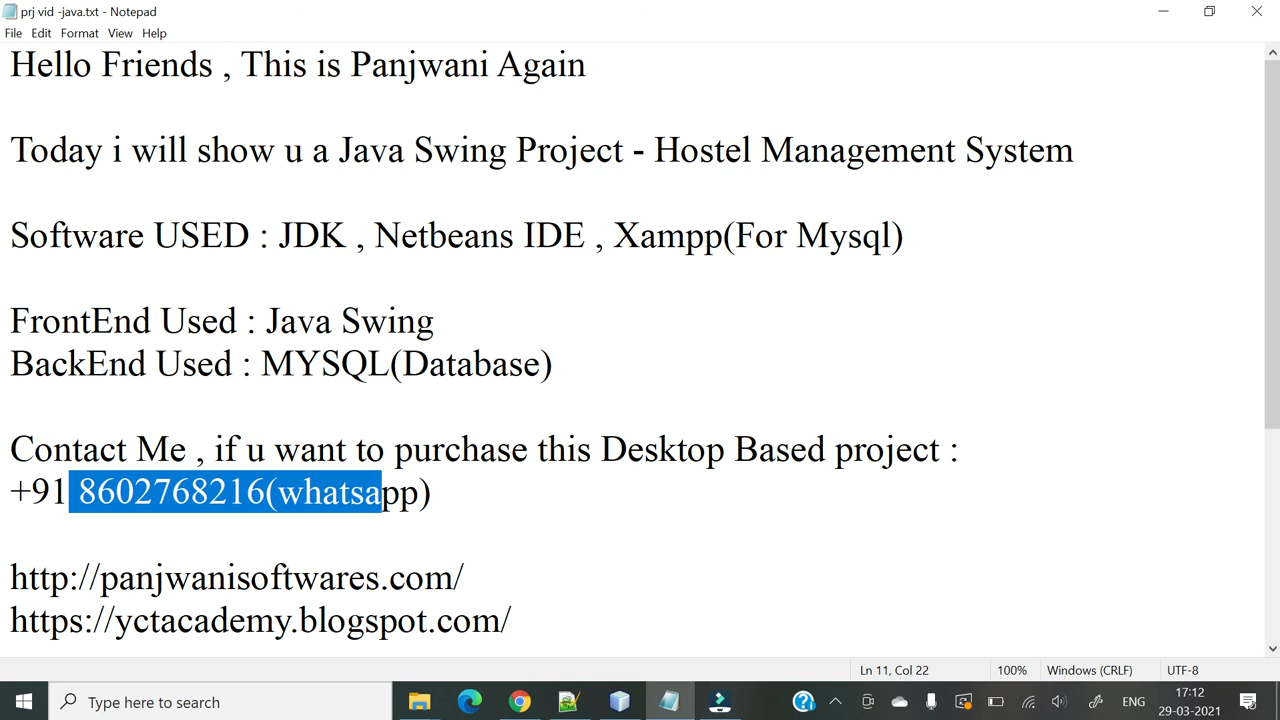 prj vid -java.txt - Notepad
File Edit Format View Help
Hello Friends , This is Panjwani Again
Today i will show u a Java Swing Project - Hostel Management System
Software USED : JDK , Netbeans IDE , Xampp(For Mysql)
FrontEnd Used : Java Swing
BackEnd Used : MYSQL(Database)
Contact Me , if u want to purchase this Desktop Based project :
+91 8602768216(whatsapp)
http://panjwanisoftwares.com/
https://yctacademy.blogspot.com/
Ln 11, Col 22 100% Windows (CRLF) UTF-8
Type here to search ENG 17:12
29-03-2021